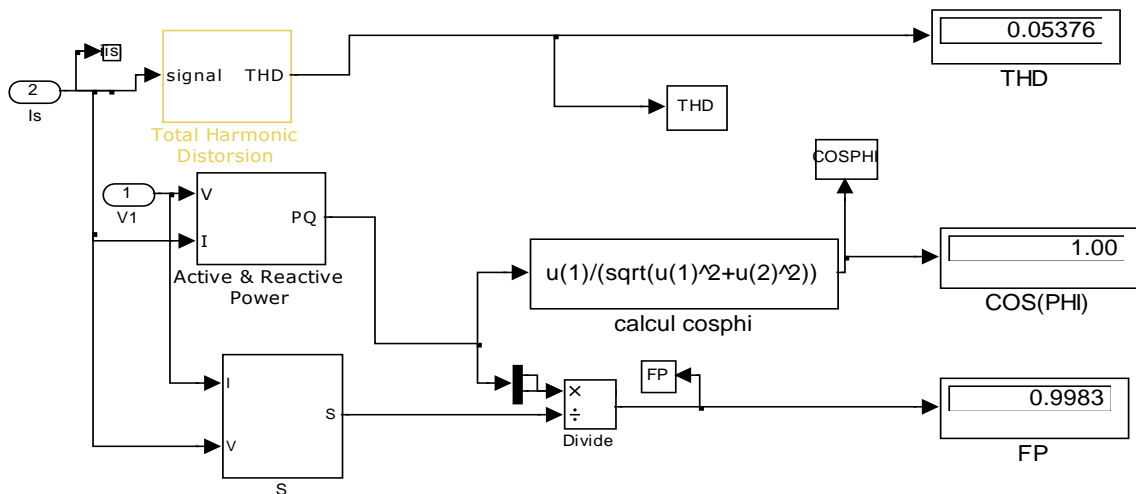 0.05376
THD
is
2
Is
signal
THD
Total Harmonic
Distorsion
THD
COSPHI
1
V1
V
I
PQ
Active & Reactive
Power
u(1)/(sqrt(u(1)^2+u(2)^2))
calcul cosphi
1.00
COS(PHI)
I
V
S
S
FP
×
÷
Divide
0.9983
FP